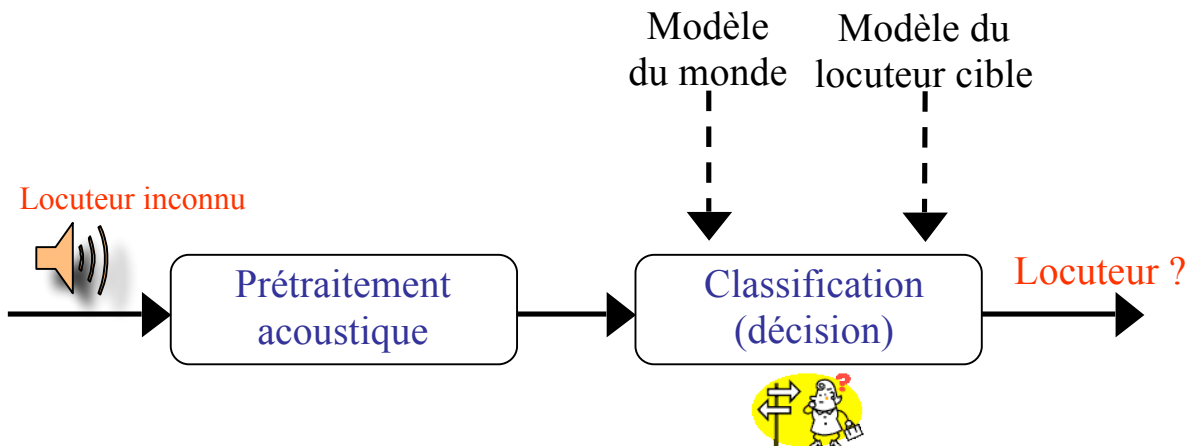 Modèle
du monde
Modèle du
locuteur cible
Locuteur inconnu
Prétraitement
acoustique
Classification
(décision)
Locuteur ?
?